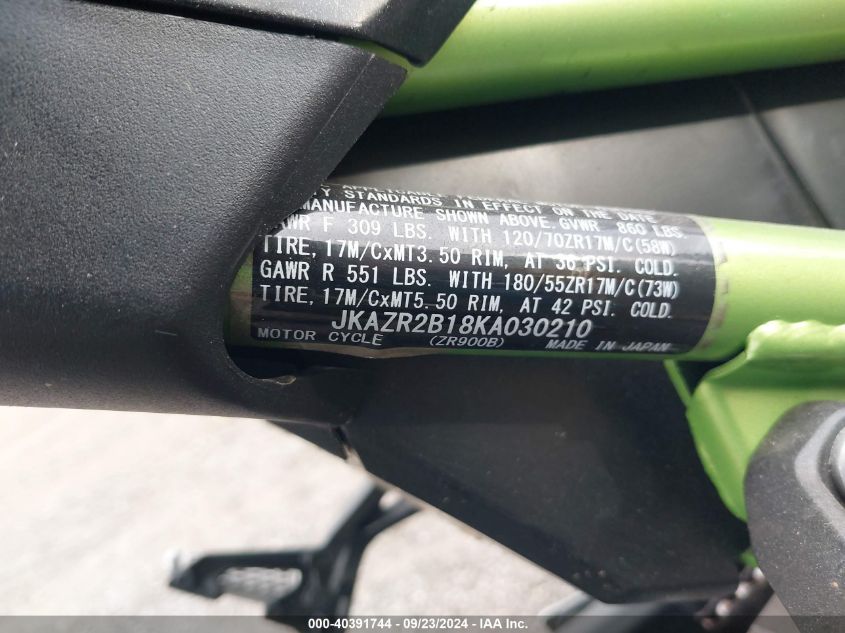 Y STANDARDS IN EFFECT ON THE DATE
MANUFACTURE SHOWN ABOVE. GVWR 860 LBS.
GAWR F 309 LBS. WITH 120/70ZR17M/C(58W)
TIRE, 17M/CxMT3.50 RIM, AT 36 PSI. COLD.
GAWR R 551 LBS. WITH 180/55ZR17M/C(73W)
TIRE, 17M/CxMT5.50 RIM, AT 42 PSI. COLD.
JKAZR2B18KA030210
MOTOR CYCLE (ZR900B) MADE IN JAPAN
000-40391744 — 09/23/2024 — IAAI Inc.